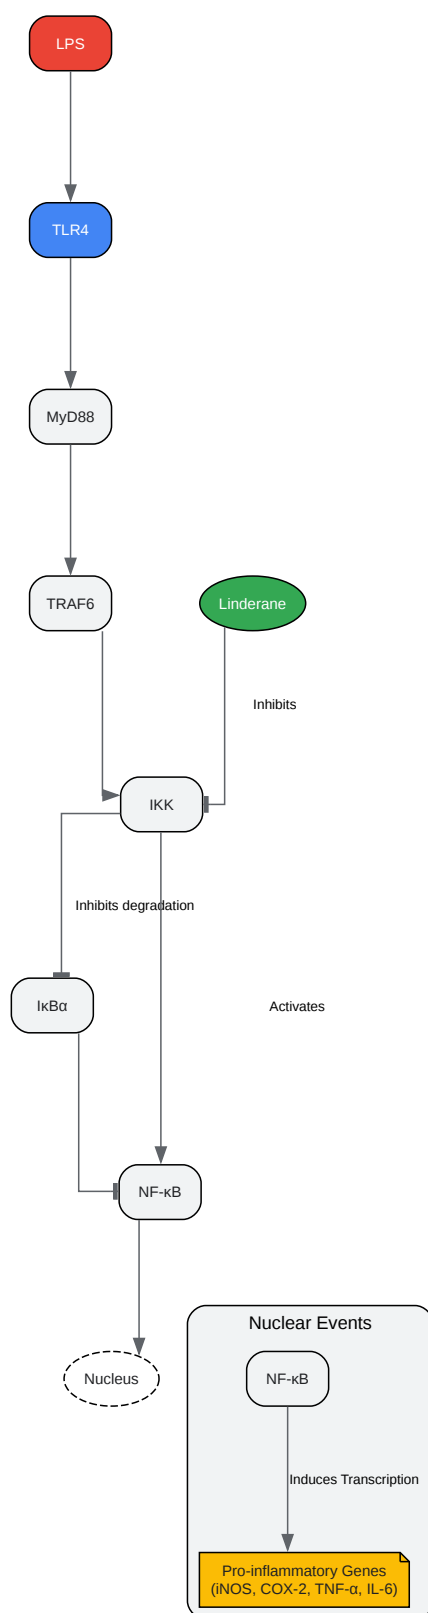 LPS
TLR4
MyD88
TRAF6
Linderane
Inhibits
IKK
Inhibits degradation
IκBα
Activates
NF-κB
Nuclear Events
Nucleus
NF-κB
Induces Transcription
Pro-inflammatory Genes
(iNOS, COX-2, TNF-α, IL-6)